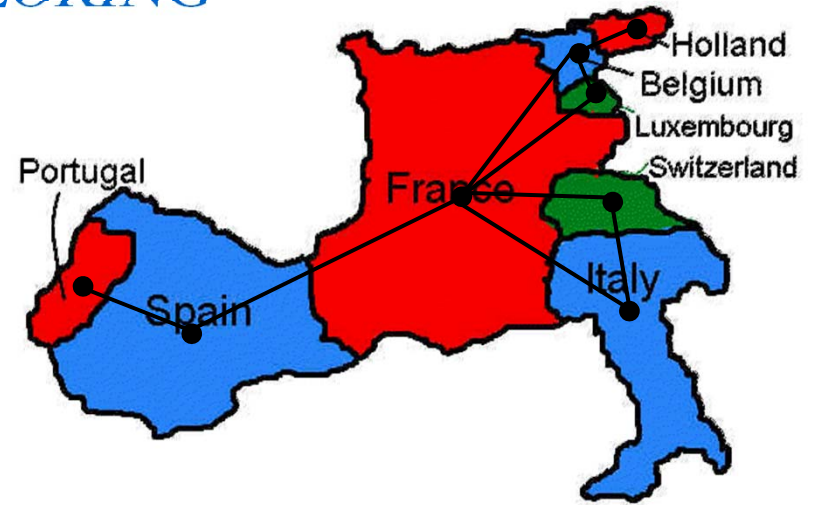 Holland
Belgium
Luxembourg
Switzerland
Portugal
France
Italy
Spain